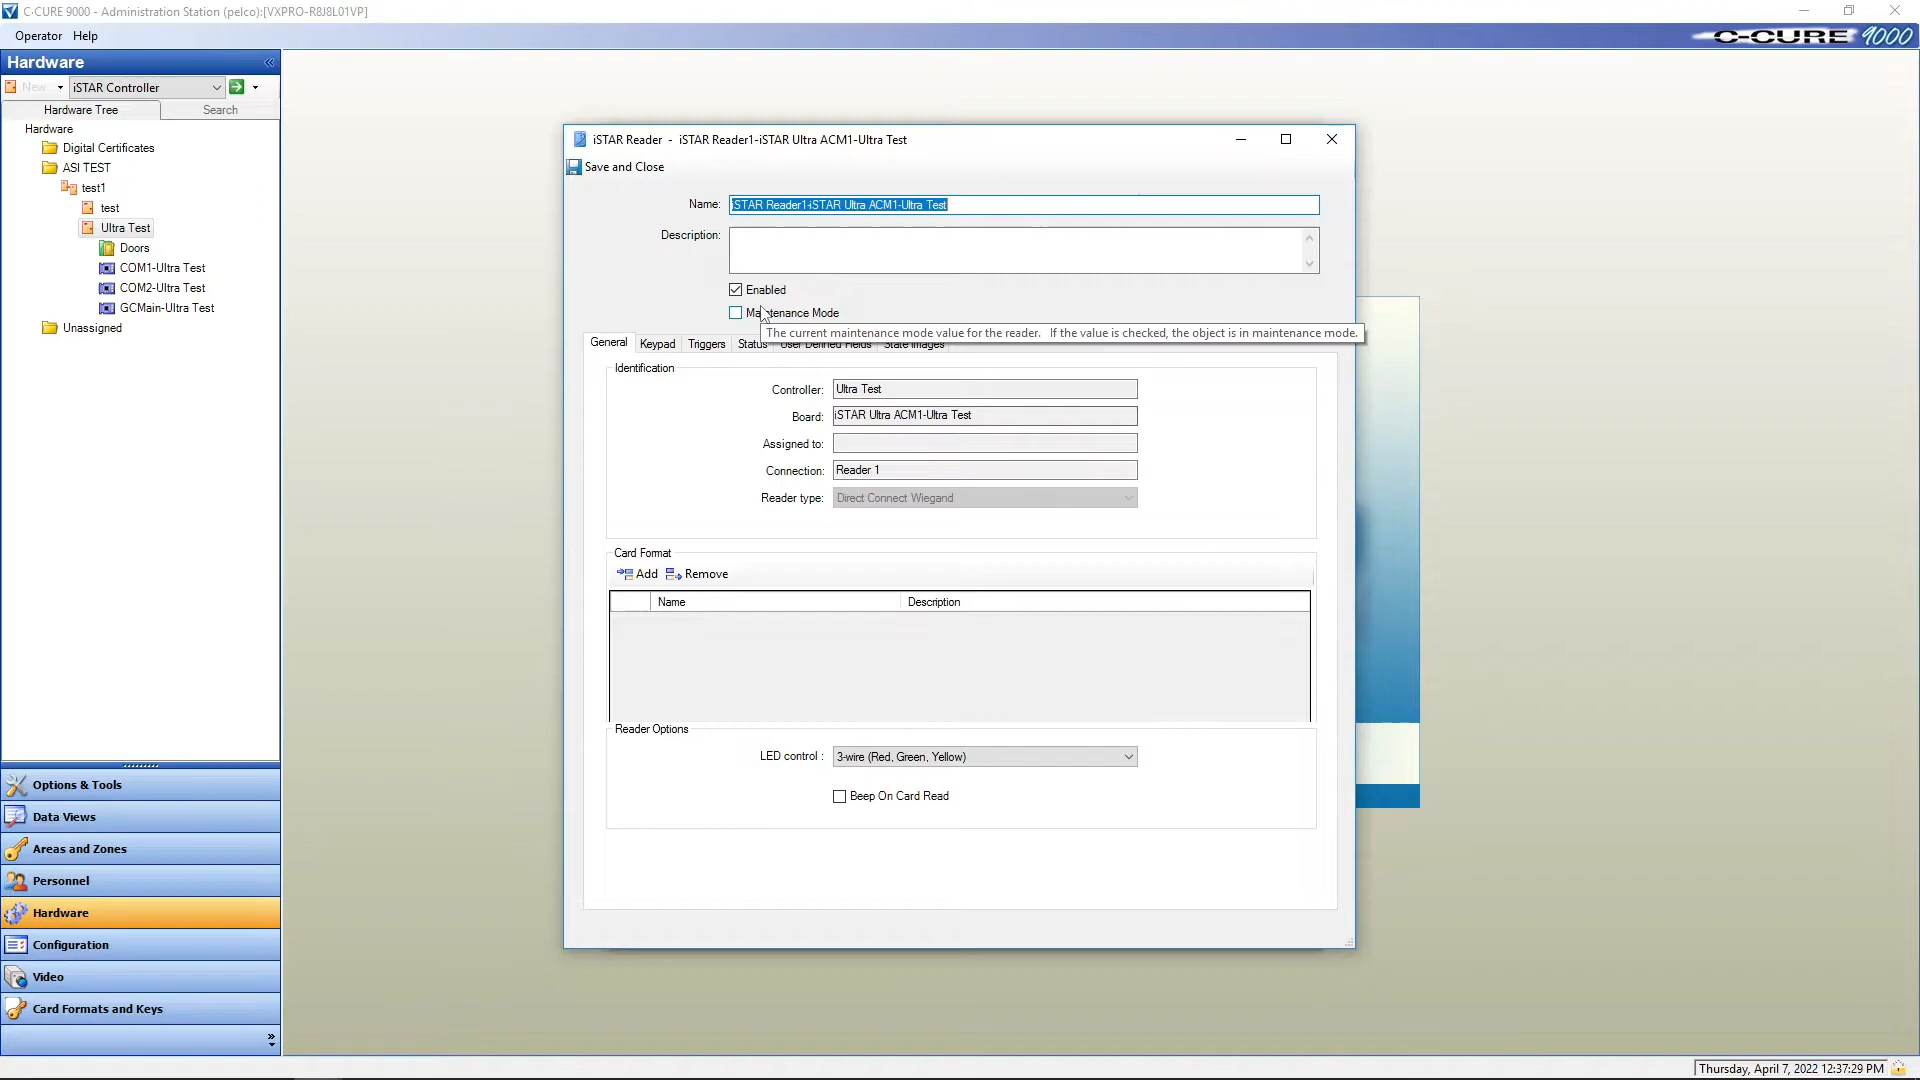 C•CURE 9000 - Administration Station (pelco):[VXPRO-R8J8L01VP]
Operator Help
C•CURE 9000
Hardware
New iSTAR Controller
Hardware Tree Search
Hardware
Digital Certificates
ASI TEST
test1
test
Ultra Test
Doors
COM1-Ultra Test
COM2-Ultra Test
GCMain-Ultra Test
Unassigned
Options & Tools
Data Views
Areas and Zones
Personnel
Hardware
Configuration
Video
Card Formats and Keys
iSTAR Reader - iSTAR Reader1-iSTAR Ultra ACM1-Ultra Test
Save and Close
Name: iSTAR Reader1-iSTAR Ultra ACM1-Ultra Test
Description:
Enabled
Maintenance Mode
The current maintenance mode value for the reader. If the value is checked, the object is in maintenance mode.
General Keypad Triggers Status User Defined Fields State Images
Identification
Controller: Ultra Test
Board: iSTAR Ultra ACM1-Ultra Test
Assigned to:
Connection: Reader 1
Reader type: Direct Connect Wiegand
Card Format
Add Remove
Name Description
Reader Options
LED control : 3-wire (Red, Green, Yellow)
Beep On Card Read
Thursday, April 7, 2022 12:37:29 PM